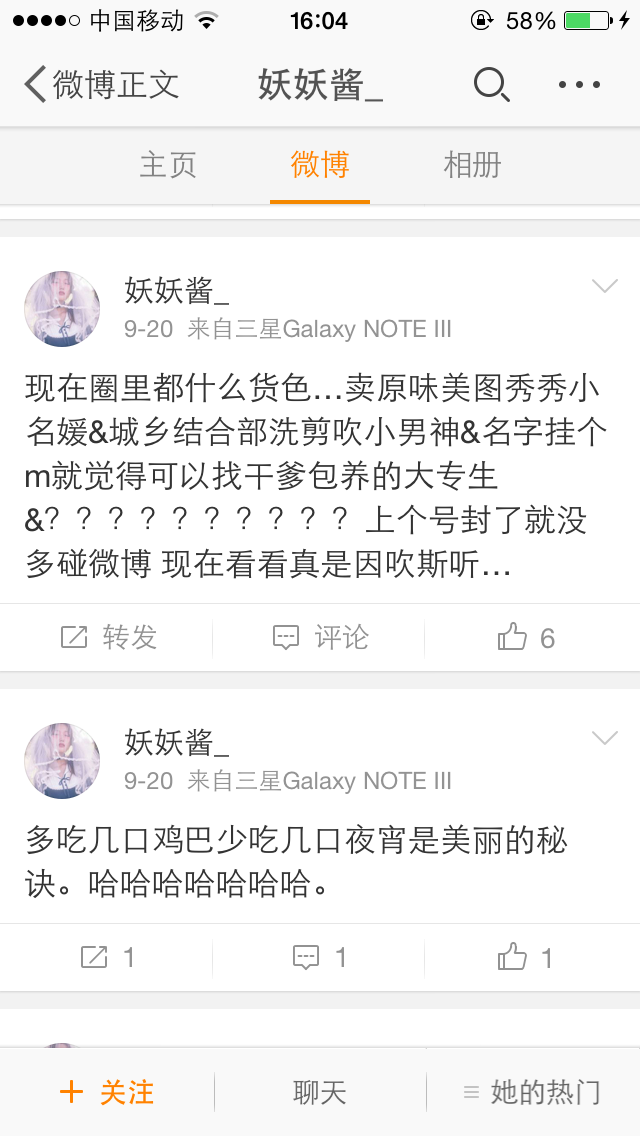 中国移动 16:04 58%
微博正文 妖妖酱_
主页 微博 相册
妖妖酱_
9-20 来自三星Galaxy NOTE III
现在圈里都什么货色…卖原味美图秀秀小
名媛&城乡结合部洗剪吹小男神&名字挂个
m就觉得可以找干爹包养的大专生
&？？？？？？？？？？上个号封了就没
多碰微博 现在看看真是因吹斯听…
转发 评论 6
妖妖酱_
9-20 来自三星Galaxy NOTE III
多吃几口鸡巴少吃几口夜宵是美丽的秘
诀。哈哈哈哈哈哈哈。
1 1 1
+ 关注 聊天 她的热门